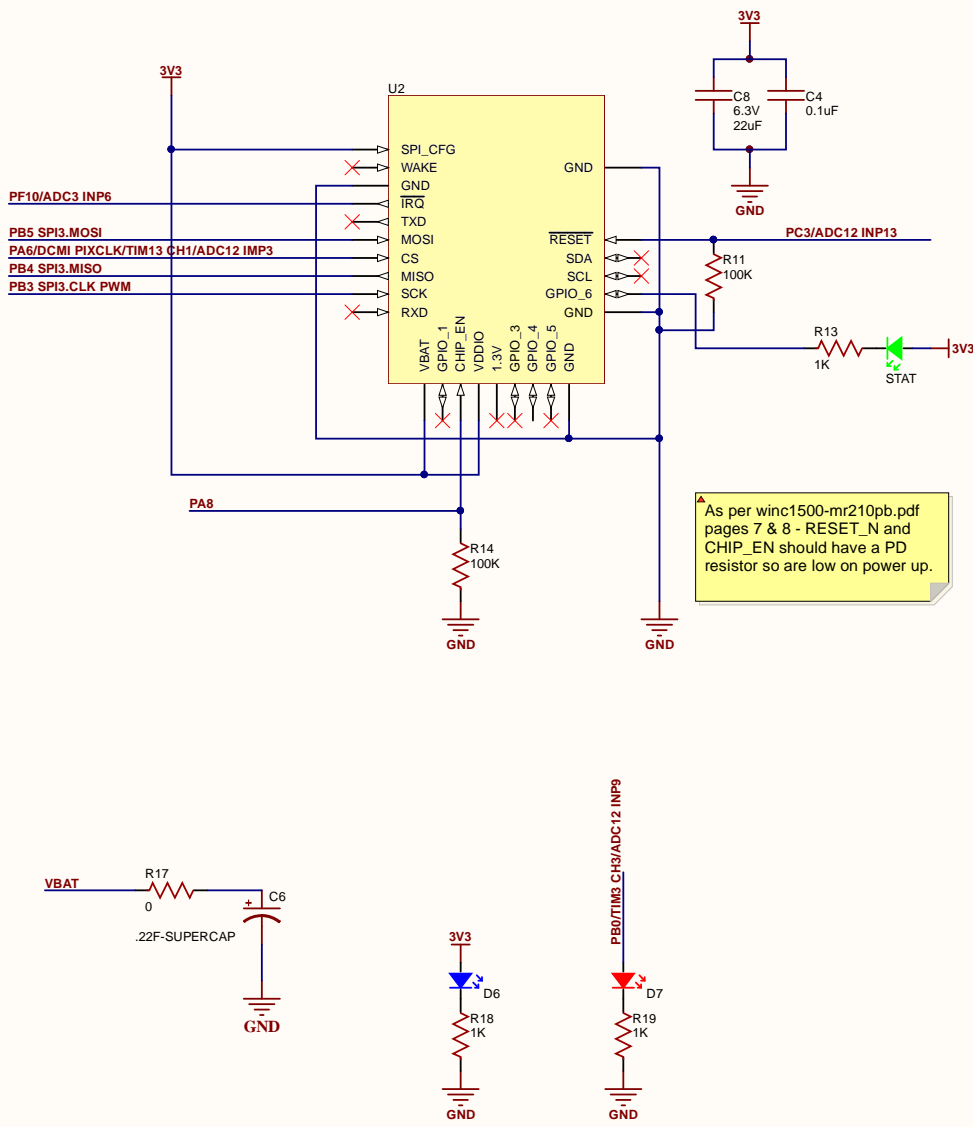 3V3
3V3
U2
C8
6.3V
22uF
C4
0.1uF
GND
SPI_CFG
WAKE
GND
IRQ
TXD
MOSI
CS
MISO
SCK
RXD
GND
RESET
SDA
SCL
GPIO_6
GND
VBAT
GPIO_1
CHIP_EN
VDDIO
1.3V
GPIO_3
GPIO_4
GPIO_5
GND
PF10/ADC3 INP6
PB5 SPI3.MOSI
PA6/DCMI PIXCLK/TIM13 CH1/ADC12 IMP3
PB4 SPI3.MISO
PB3 SPI3.CLK PWM
PC3/ADC12 INP13
R11
100K
R13
1K
STAT
3V3
PA8
R14
100K
GND
GND
As per winc1500-mr210pb.pdf
pages 7 & 8 - RESET_N and
CHIP_EN should have a PD
resistor so are low on power up.
VBAT
R17
0
C6
+
.22F-SUPERCAP
GND
3V3
D6
R18
1K
GND
PB0/TIM3 CH3/ADC12 INP9
D7
R19
1K
GND